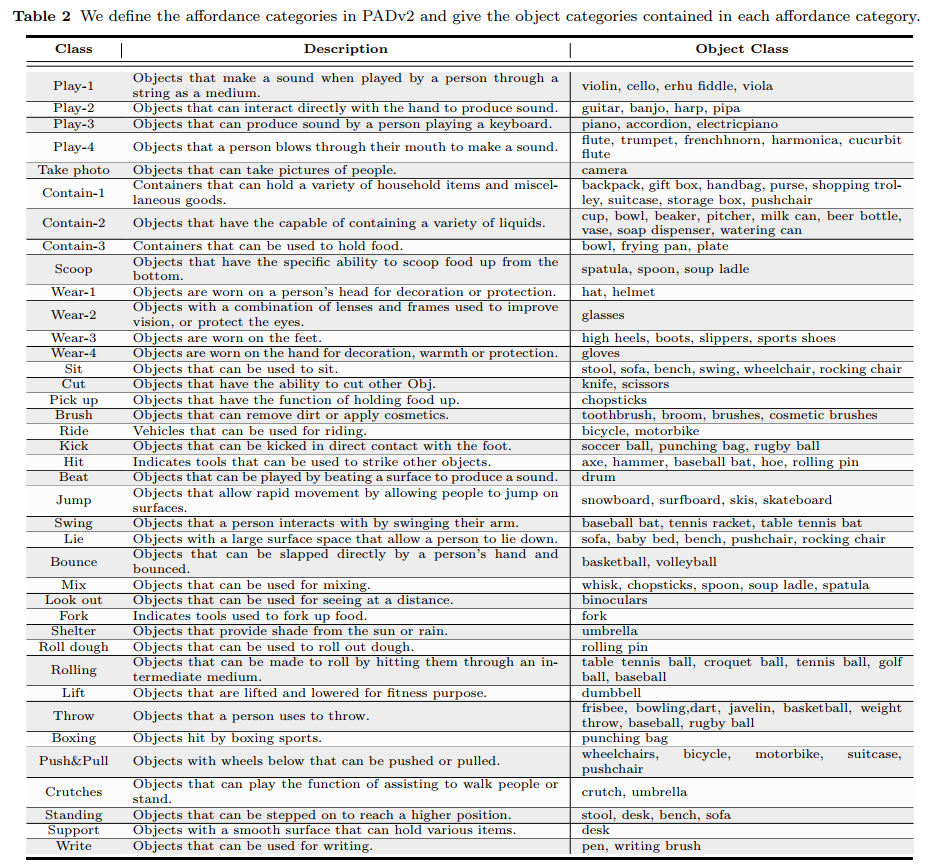 Table 2 We define the affordance categories in PADv2 and give the object categories contained in each affordance category.
Class Description Object Class
Play-1 Objects that make a sound when played by a person through a string as a medium. violin, cello, erhu fiddle, viola
Play-2 Objects that can interact directly with the hand to produce sound. guitar, banjo, harp, pipa
Play-3 Objects that can produce sound by a person playing a keyboard. piano, accordion, electricpiano
Play-4 Objects that a person blows through their mouth to make a sound. flute, trumpet, frenchhnorn, harmonica, cucurbit flute
Take photo Objects that can take pictures of people. camera
Contain-1 Containers that can hold a variety of household items and miscellaneous goods. backpack, gift box, handbag, purse, shopping trolley, suitcase, storage box, pushchair
Contain-2 Objects that have the capable of containing a variety of liquids. cup, bowl, beaker, pitcher, milk can, beer bottle, vase, soap dispenser, watering can
Contain-3 Containers that can be used to hold food. bowl, frying pan, plate
Scoop Objects that have the specific ability to scoop food up from the bottom. spatula, spoon, soup ladle
Wear-1 Objects are worn on a person's head for decoration or protection. hat, helmet
Wear-2 Objects with a combination of lenses and frames used to improve vision, or protect the eyes. glasses
Wear-3 Objects are worn on the feet. high heels, boots, slippers, sports shoes
Wear-4 Objects are worn on the hand for decoration, warmth or protection. gloves
Sit Objects that can be used to sit. stool, sofa, bench, swing, wheelchair, rocking chair
Cut Objects that have the ability to cut other Obj. knife, scissors
Pick up Objects that have the function of holding food up. chopsticks
Brush Objects that can remove dirt or apply cosmetics. toothbrush, broom, brushes, cosmetic brushes
Ride Vehicles that can be used for riding. bicycle, motorbike
Kick Objects that can be kicked in direct contact with the foot. soccer ball, punching bag, rugby ball
Hit Indicates tools that can be used to strike other objects. axe, hammer, baseball bat, hoe, rolling pin
Beat Objects that can be played by beating a surface to produce a sound. drum
Jump Objects that allow rapid movement by allowing people to jump on surfaces. snowboard, surfboard, skis, skateboard
Swing Objects that a person interacts with by swinging their arm. baseball bat, tennis racket, table tennis bat
Lie Objects with a large surface space that allow a person to lie down. sofa, baby bed, bench, pushchair, rocking chair
Bounce Objects that can be slapped directly by a person's hand and bounced. basketball, volleyball
Mix Objects that can be used for mixing. whisk, chopsticks, spoon, soup ladle, spatula
Look out Objects that can be used for seeing at a distance. binoculars
Fork Indicates tools used to fork up food. fork
Shelter Objects that provide shade from the sun or rain. umbrella
Roll dough Objects that can be used to roll out dough. rolling pin
Rolling Objects that can be made to roll by hitting them through an intermediate medium. table tennis ball, croquet ball, tennis ball, golf ball, baseball
Lift Objects that are lifted and lowered for fitness purpose. dumbbell
Throw Objects that a person uses to throw. frisbee, bowling,dart, javelin, basketball, weight throw, baseball, rugby ball
Boxing Objects hit by boxing sports. punching bag
Push&Pull Objects with wheels below that can be pushed or pulled. wheelchairs, bicycle, motorbike, suitcase, pushchair
Crutches Objects that can play the function of assisting to walk people or stand. crutch, umbrella
Standing Objects that can be stepped on to reach a higher position. stool, desk, bench, sofa
Support Objects with a smooth surface that can hold various items. desk
Write Objects that can be used for writing. pen, writing brush